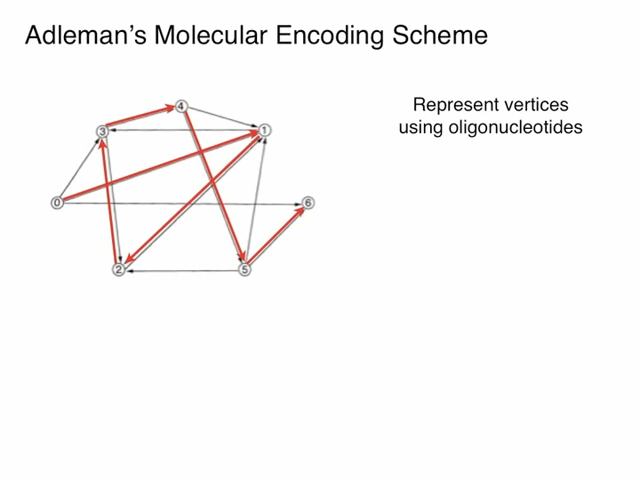 Adleman's Molecular Encoding Scheme
Represent vertices
using oligonucleotides
4
3
1
0
6
2
5